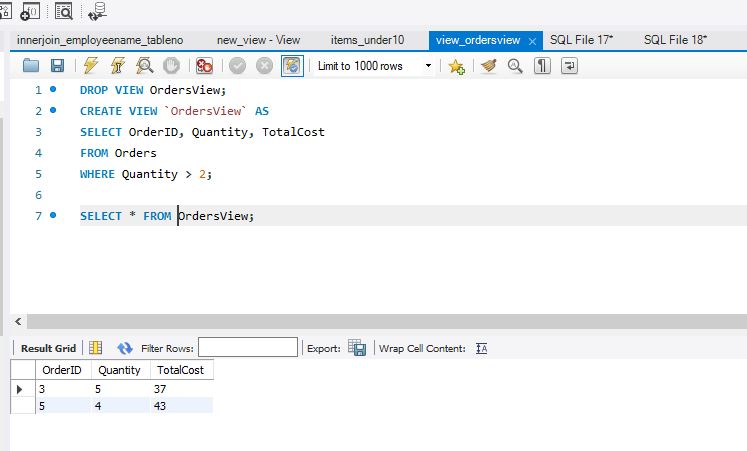 innerjoin_employeename_tableno new_view - View items_under10 view_ordersview SQL File 17* SQL File 18*
Limit to 1000 rows
1 DROP VIEW OrdersView;
2 CREATE VIEW `OrdersView` AS
3 SELECT OrderID, Quantity, TotalCost
4 FROM Orders
5 WHERE Quantity > 2;
6
7 SELECT * FROM OrdersView;
Result Grid Filter Rows: Export: Wrap Cell Content:
OrderID Quantity TotalCost
3 5 37
5 4 43